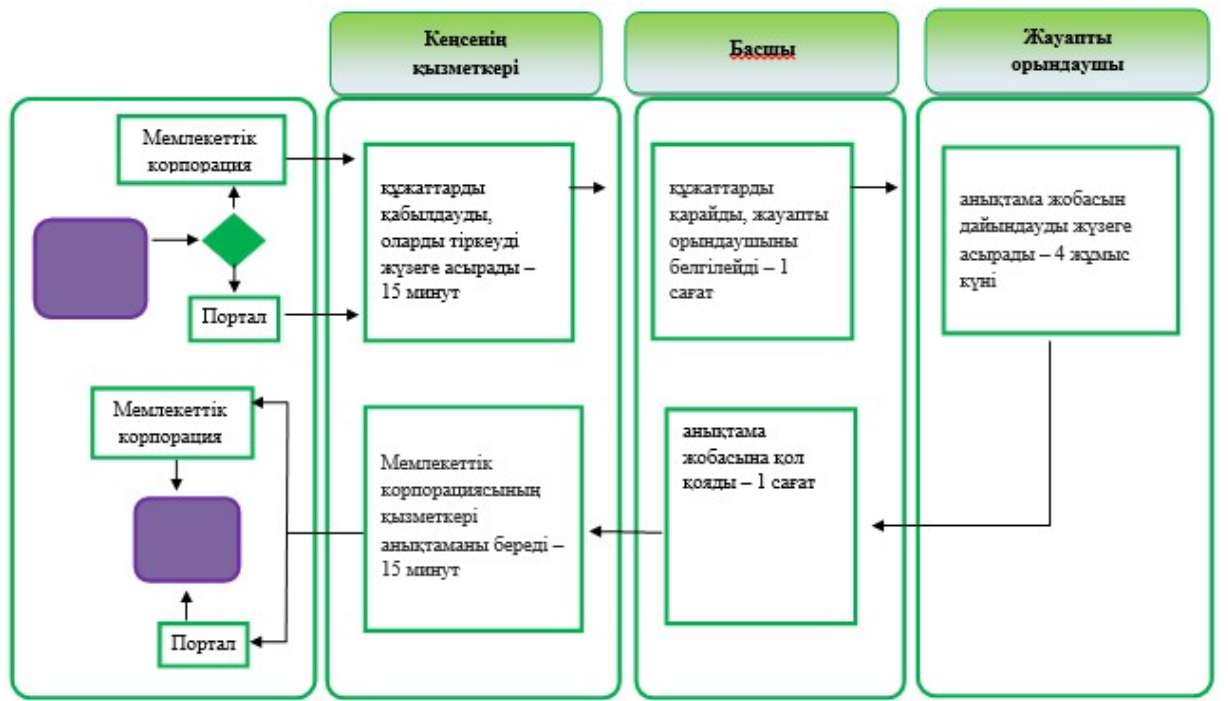 Кеңсенің
қызметкері
Басшы
Жауапты
орындаушы
Мемлекеттік
корпорация
Портал
құжаттарды
қабылдауды,
оларды тіркеуді
жүзеге асырады –
15 минут
құжаттарды
қарайды, жауапты
орындаушыны
белгілейді – 1
сағат
анықтама жобасын
дайындауды жүзеге
асырады – 4 жұмыс
күні
Мемлекеттік
корпорация
Портал
Мемлекеттік
корпорациясының
қызметкері
анықтаманы береді –
15 минут
анықтама
жобасына қол
қояды – 1 сағат